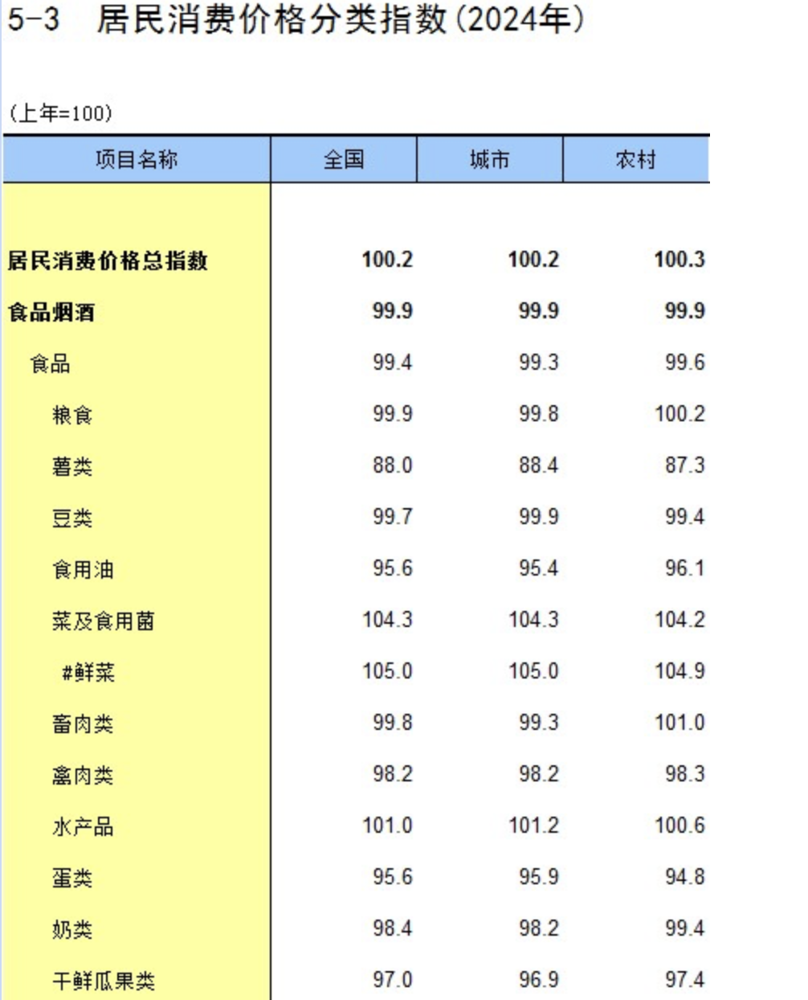 5-3 居民消费价格分类指数(2024年)
(上年=100)
项目名称 全国 城市 农村
居民消费价格总指数 100.2 100.2 100.3
食品烟酒 99.9 99.9 99.9
食品 99.4 99.3 99.6
粮食 99.9 99.8 100.2
薯类 88.0 88.4 87.3
豆类 99.7 99.9 99.4
食用油 95.6 95.4 96.1
菜及食用菌 104.3 104.3 104.2
#鲜菜 105.0 105.0 104.9
畜肉类 99.8 99.3 101.0
禽肉类 98.2 98.2 98.3
水产品 101.0 101.2 100.6
蛋类 95.6 95.9 94.8
奶类 98.4 98.2 99.4
干鲜瓜果类 97.0 96.9 97.4